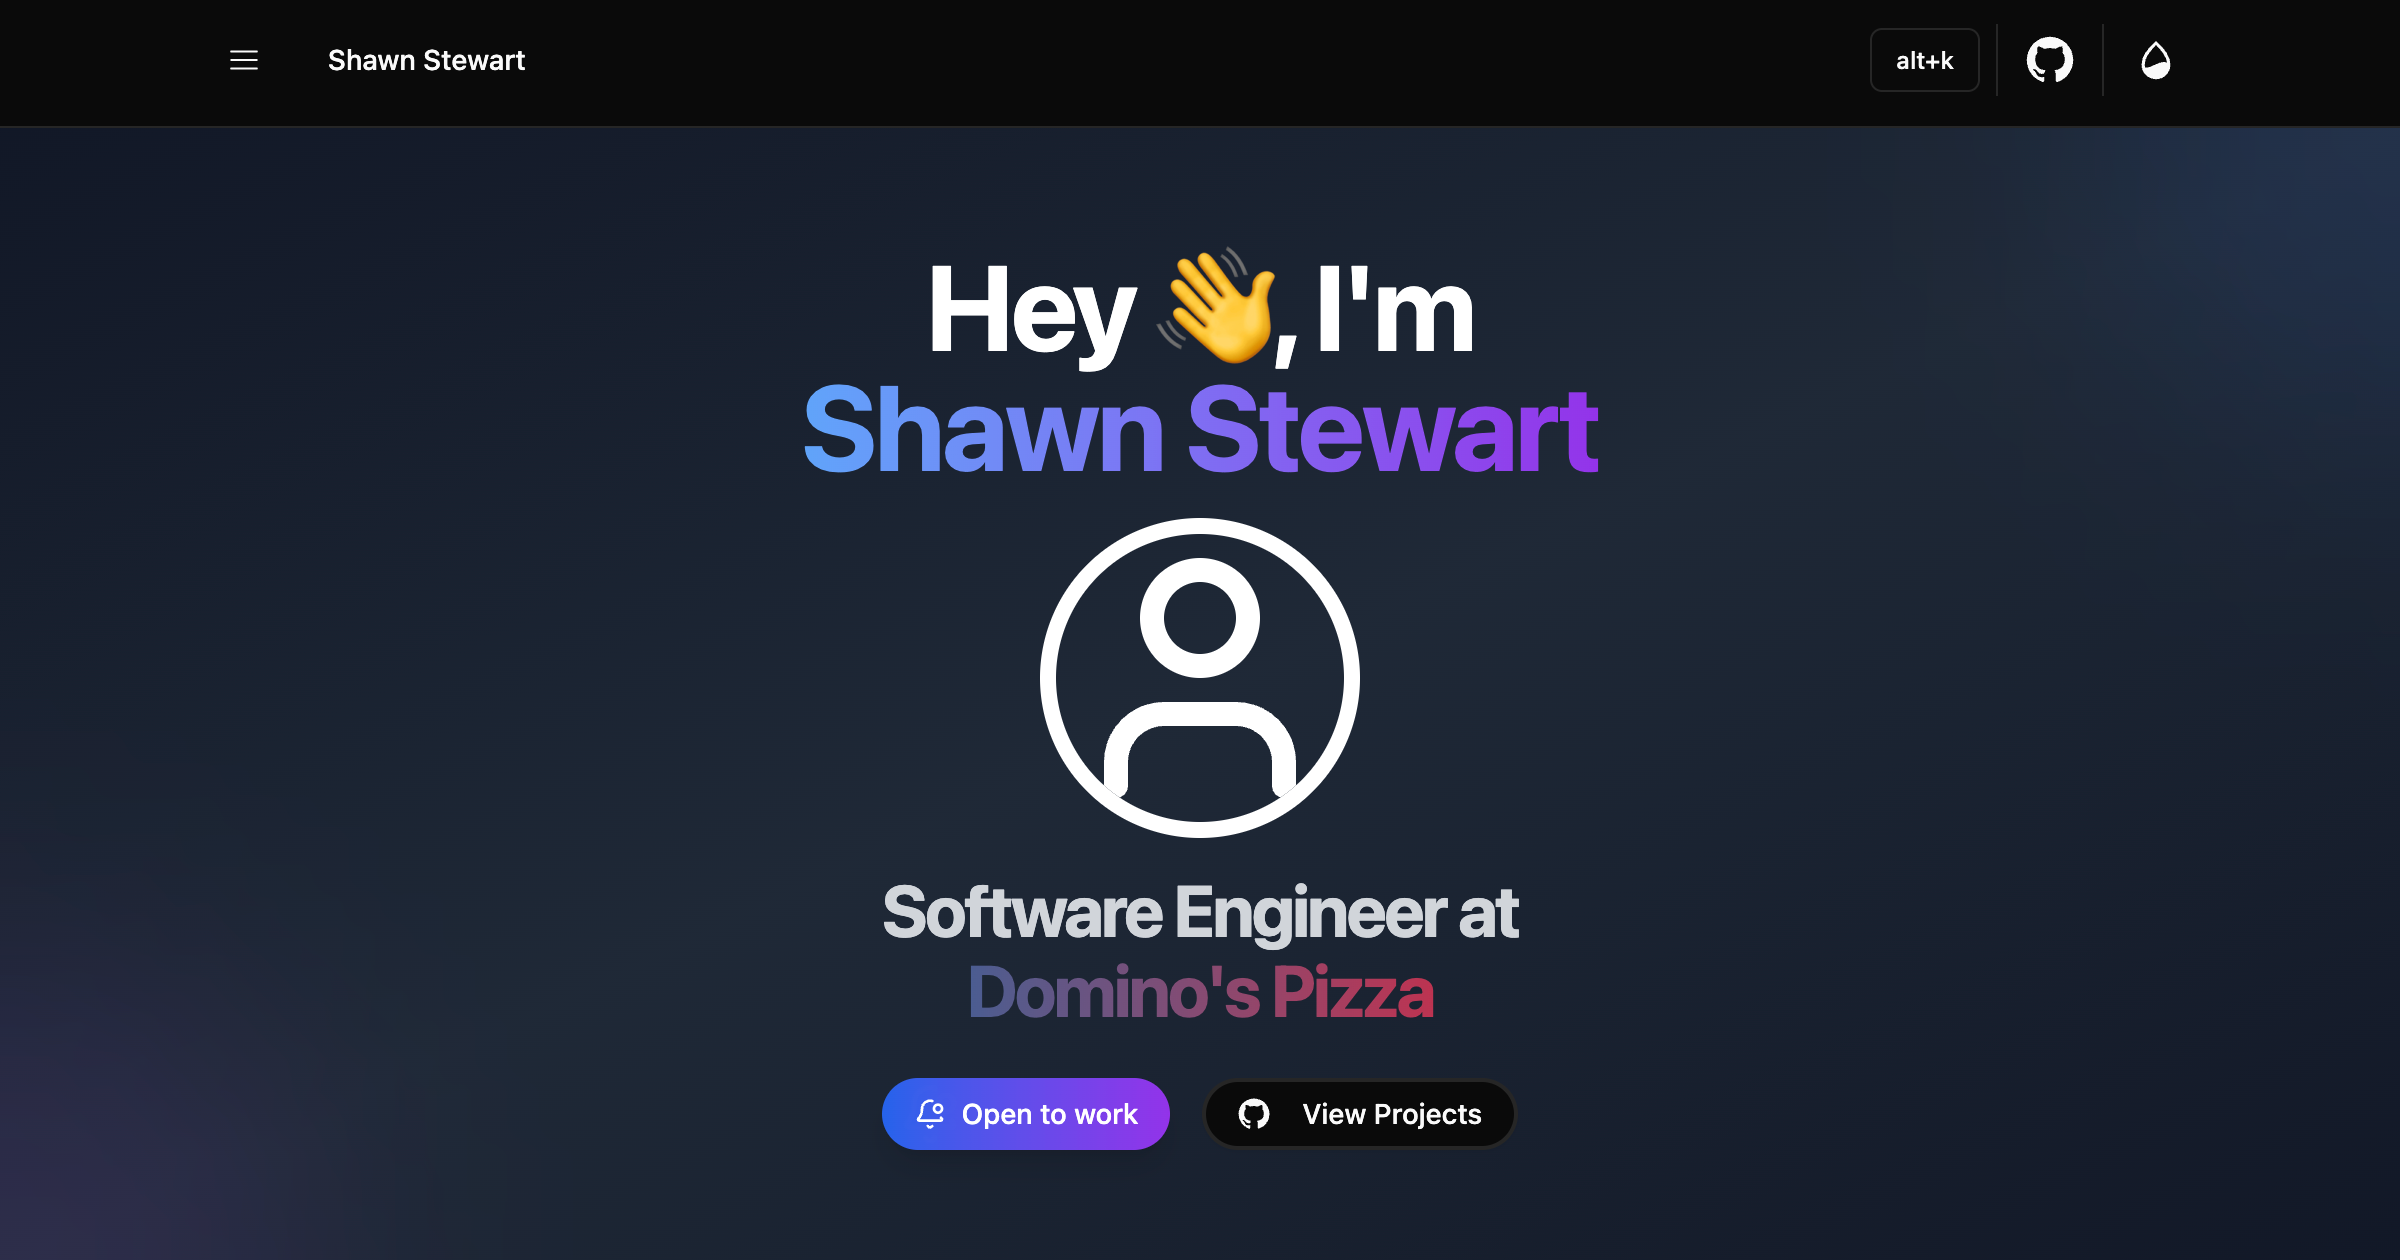 Shawn Stewart
alt+k
Hey 👋, I'm
Shawn Stewart
Software Engineer at
Domino's Pizza
Open to work
View Projects